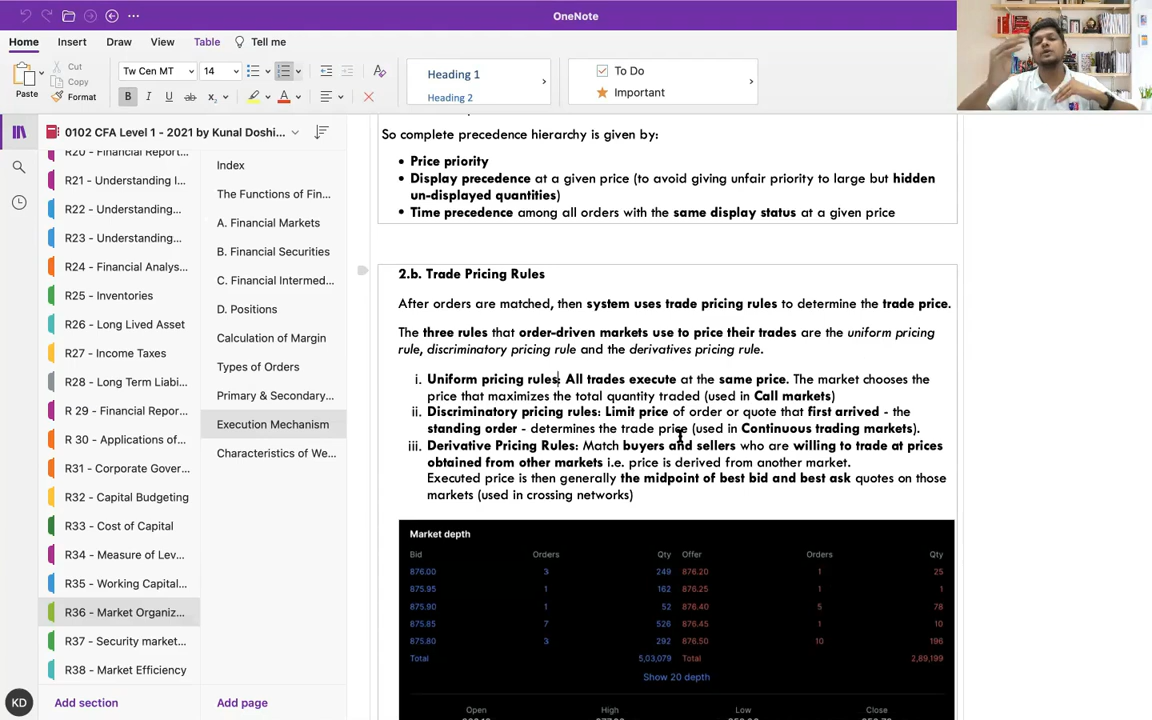 OneNote
Home Insert Draw View Table Tell me
Paste
Cut
Copy
Format
Tw Cen MT 14
B I U ab X₂ A
Heading 1
Heading 2
To Do
Important
0102 CFA Level 1 - 2021 by Kunal Doshi...
R20 - Financial Report...
R21 - Understanding I...
R22 - Understanding...
R23 - Understanding...
R24 - Financial Analys...
R25 - Inventories
R26 - Long Lived Asset
R27 - Income Taxes
R28 - Long Term Liabi...
R 29 - Applications of...
R 30 - Applications of...
R31 - Corporate Gover...
R32 - Capital Budgeting
R33 - Cost of Capital
R34 - Measure of Lev...
R35 - Working Capital...
R36 - Market Organiz...
R37 - Security market...
R38 - Market Efficiency
KD
Add section
Index
The Functions of Fin...
A. Financial Markets
B. Financial Securities
C. Financial Intermed...
D. Positions
Calculation of Margin
Types of Orders
Primary & Secondary...
Execution Mechanism
Characteristics of We...
Add page
So complete precedence hierarchy is given by:
• Price priority
• Display precedence at a given price (to avoid giving unfair priority to large but hidden
un-displayed quantities)
• Time precedence among all orders with the same display status at a given price
2.b. Trade Pricing Rules
After orders are matched, then system uses trade pricing rules to determine the trade price.
The three rules that order-driven markets use to price their trades are the uniform pricing
rule, discriminatory pricing rule and the derivatives pricing rule.
i. Uniform pricing rules: All trades execute at the same price. The market chooses the
price that maximizes the total quantity traded (used in Call markets)
ii. Discriminatory pricing rules: Limit price of order or quote that first arrived - the
standing order - determines the trade price (used in Continuous trading markets).
iii. Derivative Pricing Rules: Match buyers and sellers who are willing to trade at prices
obtained from other markets i.e. price is derived from another market.
Executed price is then generally the midpoint of best bid and best ask quotes on those
markets (used in crossing networks)
Market depth
Bid Orders Qty Offer Orders Qty
876.00 3 249 876.20 1 25
875.95 1 162 876.25 1 1
875.90 1 52 876.40 5 78
875.85 7 526 876.45 1 10
875.80 3 292 876.50 10 196
Total 5,03,079 Total 2,89,199
Show 20 depth
Open High Low Close